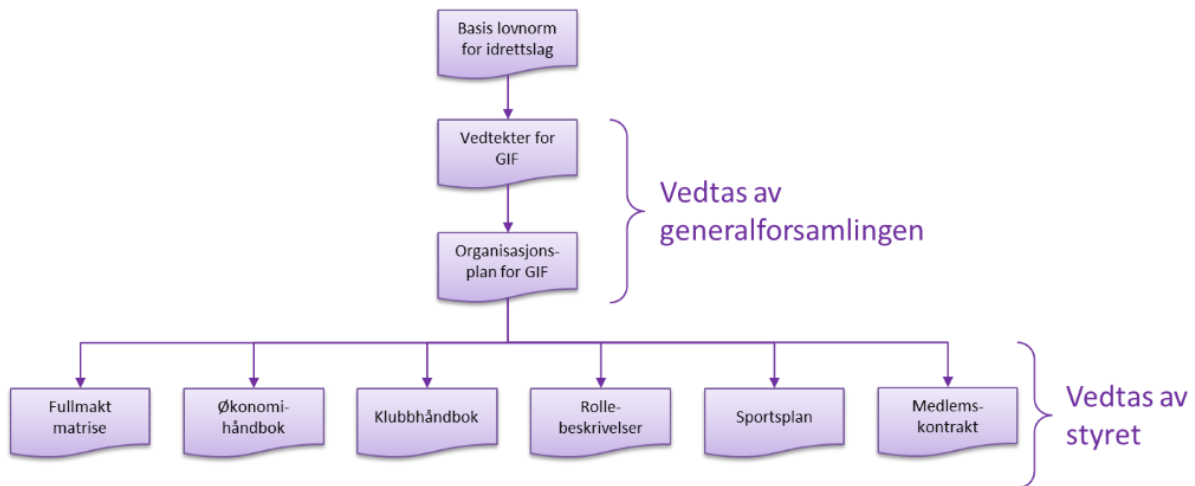 Basis lovnorm
for idrettslag
Vedtekter for
GIF
Vedtas av
generalforsamlingen
Organisasjons-
plan for GIF
Fullmakt
matrise
Økonomi-
håndbok
Klubbhåndbok
Rolle-
beskrivelser
Sportsplan
Medlems-
kontrakt
Vedtas av
styret